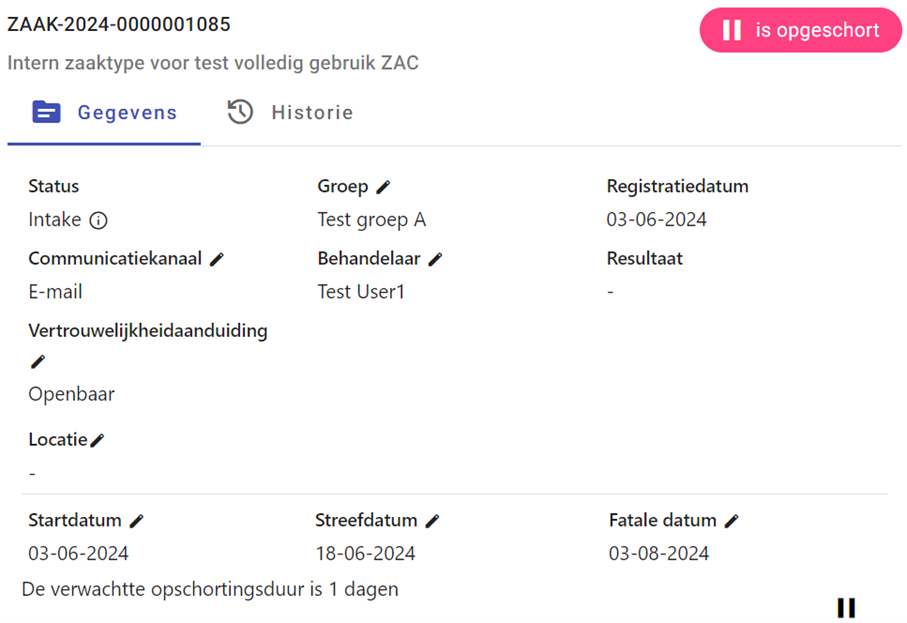 ZAAK-2024-0000001085
is opgeschort
Intern zaaktype voor test volledig gebruik ZAC
Gegevens Historie
Status Groep Registratiedatum
Intake Test groep A 03-06-2024
Communicatiekanaal Behandelaar Resultaat
E-mail Test User1 -
Vertrouwelijkheidaanduiding
Openbaar
Locatie
-
Startdatum Streefdatum Fatale datum
03-06-2024 18-06-2024 03-08-2024
De verwachtte opschortingsduur is 1 dagen